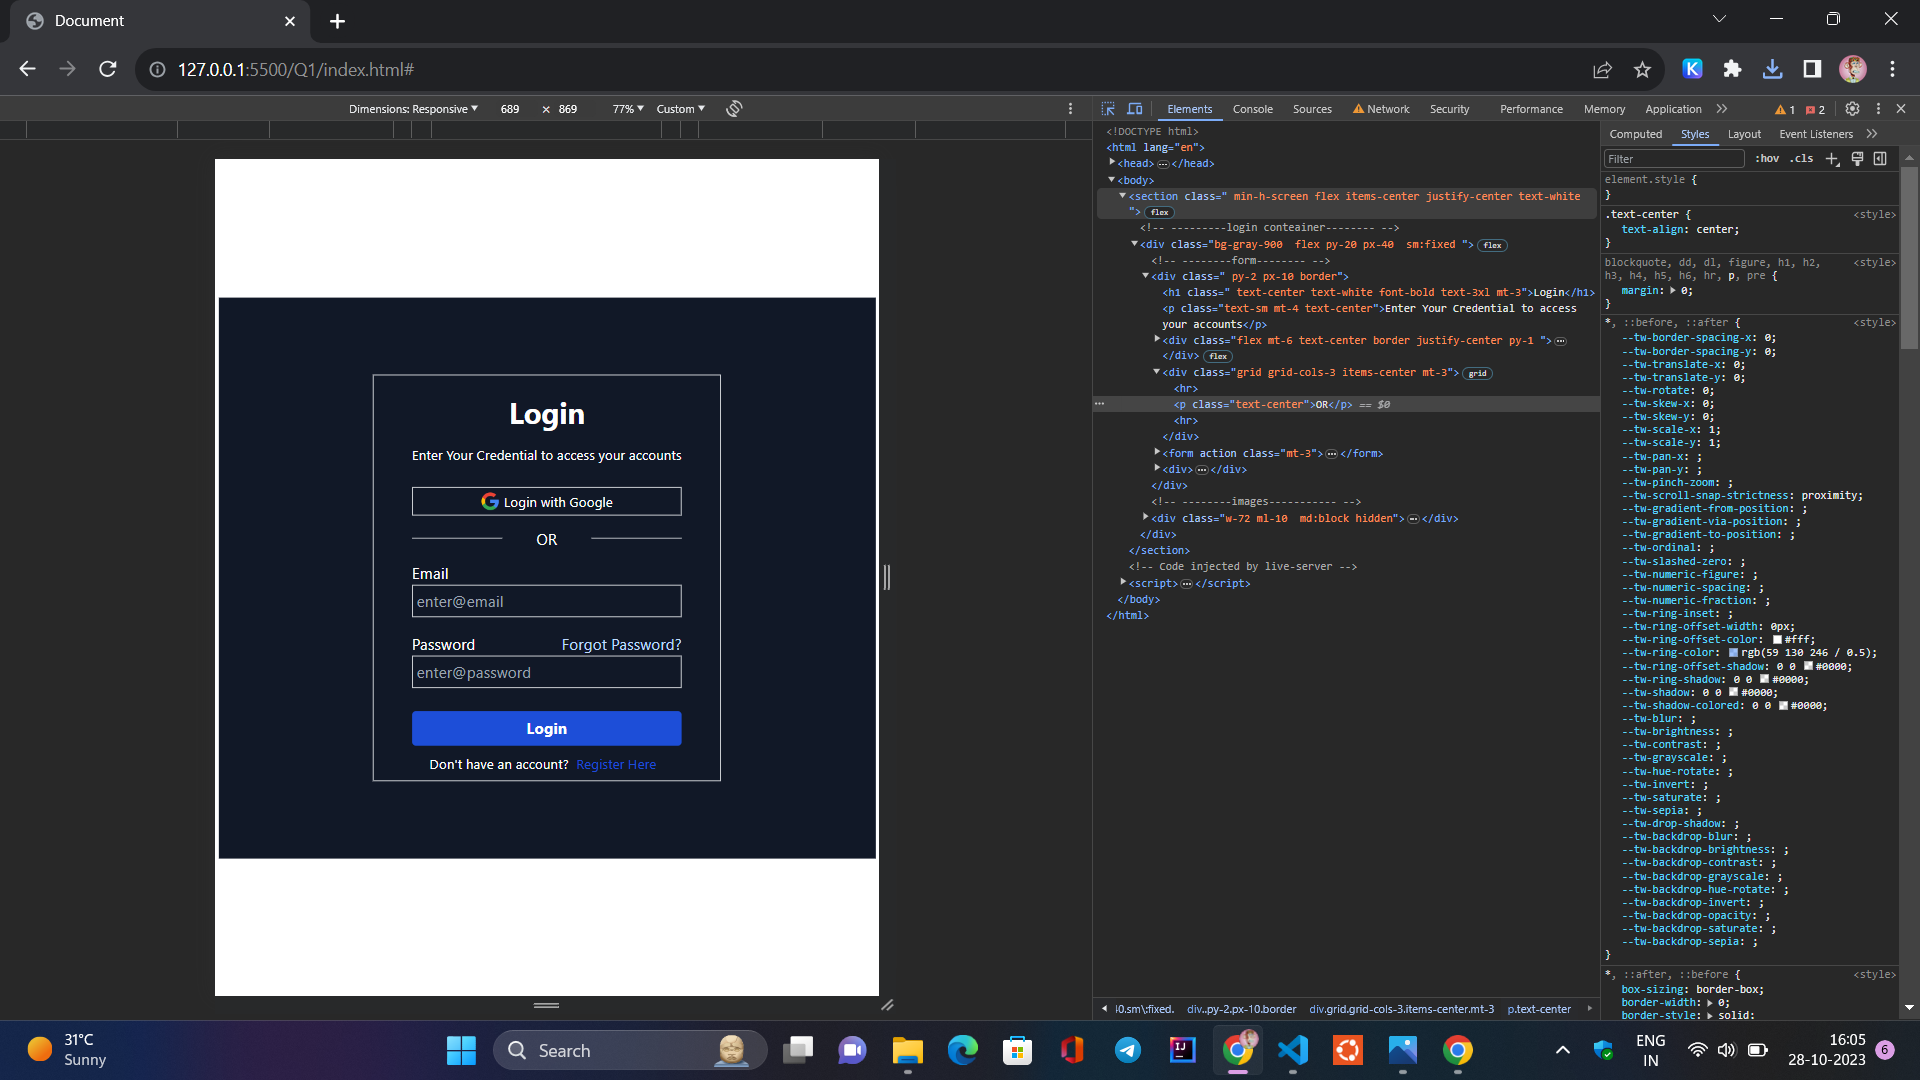 Document
127.0.0.1:5500/Q1/index.html#
Dimensions: Responsive 689 × 869 77% Custom
Elements Console Sources Network Security Performance Memory Application 1 2
Login
Enter Your Credential to access your accounts
Login with Google
OR
Email
enter@email
Password Forgot Password?
enter@password
Login
Don't have an account? Register Here
<!DOCTYPE html>
<html lang="en">
<head> </head>
<body>
<section class=" min-h-screen flex items-center justify-center text-white
"> flex
<!-- ---------login conteainer-------- -->
<div class="bg-gray-900  flex py-20 px-40  sm:fixed "> flex
<!-- --------form-------- -->
<div class=" py-2 px-10 border">
<h1 class=" text-center text-white font-bold text-3xl mt-3">Login</h1>
<p class="text-sm mt-4 text-center">Enter Your Credential to access
your accounts</p>
<div class="flex mt-6 text-center border justify-center py-1 ">
</div> flex
<div class="grid grid-cols-3 items-center mt-3"> grid
<hr>
<p class="text-center">OR</p> == $0
<hr>
</div>
<form action class="mt-3"> </form>
<div> </div>
</div>
<!-- --------images----------- -->
<div class="w-72 ml-10  md:block hidden"> </div>
</div>
</section>
<!-- Code injected by live-server -->
<script> </script>
</body>
</html>
l0.sm\:fixed. div..py-2.px-10.border div.grid.grid-cols-3.items-center.mt-3 p.text-center
Computed Styles Layout Event Listeners
Filter :hov .cls
element.style {
}
.text-center { <style>
text-align: center;
}
blockquote, dd, dl, figure, h1, h2, <style>
h3, h4, h5, h6, hr, p, pre {
margin: 0;
}
*, ::before, ::after { <style>
--tw-border-spacing-x: 0;
--tw-border-spacing-y: 0;
--tw-translate-x: 0;
--tw-translate-y: 0;
--tw-rotate: 0;
--tw-skew-x: 0;
--tw-skew-y: 0;
--tw-scale-x: 1;
--tw-scale-y: 1;
--tw-pan-x: ;
--tw-pan-y: ;
--tw-pinch-zoom: ;
--tw-scroll-snap-strictness: proximity;
--tw-gradient-from-position: ;
--tw-gradient-via-position: ;
--tw-gradient-to-position: ;
--tw-ordinal: ;
--tw-slashed-zero: ;
--tw-numeric-figure: ;
--tw-numeric-spacing: ;
--tw-numeric-fraction: ;
--tw-ring-inset: ;
--tw-ring-offset-width: 0px;
--tw-ring-offset-color: #fff;
--tw-ring-color: rgb(59 130 246 / 0.5);
--tw-ring-offset-shadow: 0 0 #0000;
--tw-ring-shadow: 0 0 #0000;
--tw-shadow: 0 0 #0000;
--tw-shadow-colored: 0 0 #0000;
--tw-blur: ;
--tw-brightness: ;
--tw-contrast: ;
--tw-grayscale: ;
--tw-hue-rotate: ;
--tw-invert: ;
--tw-saturate: ;
--tw-sepia: ;
--tw-drop-shadow: ;
--tw-backdrop-blur: ;
--tw-backdrop-brightness: ;
--tw-backdrop-contrast: ;
--tw-backdrop-grayscale: ;
--tw-backdrop-hue-rotate: ;
--tw-backdrop-invert: ;
--tw-backdrop-opacity: ;
--tw-backdrop-saturate: ;
--tw-backdrop-sepia: ;
}
*, ::after, ::before { <style>
box-sizing: border-box;
border-width: 0;
border-style: solid;
31°C
Sunny
Search
ENG
IN
16:05
28-10-2023
6